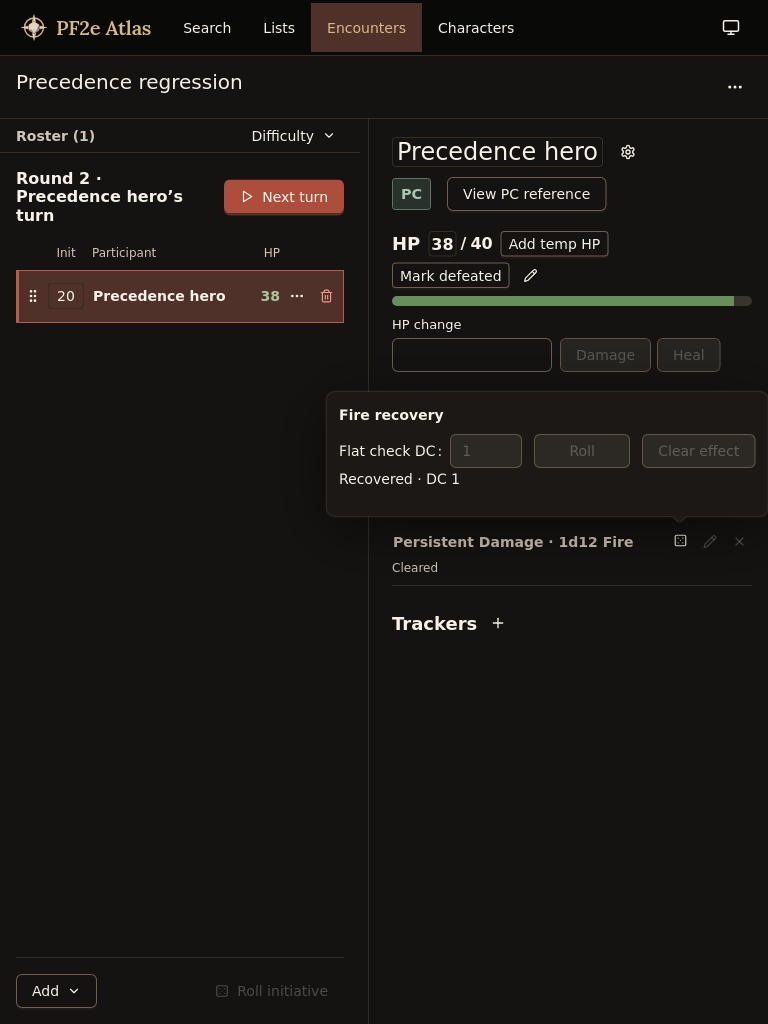 PF2e Atlas Search Lists Encounters Characters
Precedence regression
Roster (1) Difficulty
Round 2 ·
Precedence hero’s
turn
Next turn
Init Participant HP
20 Precedence hero 38
Add
Roll initiative
Precedence hero
PC View PC reference
HP 38 / 40 Add temp HP
Mark defeated
HP change
Damage Heal
Fire recovery
Flat check DC: 1 Roll Clear effect
Recovered · DC 1
Persistent Damage · 1d12 Fire
Cleared
Trackers